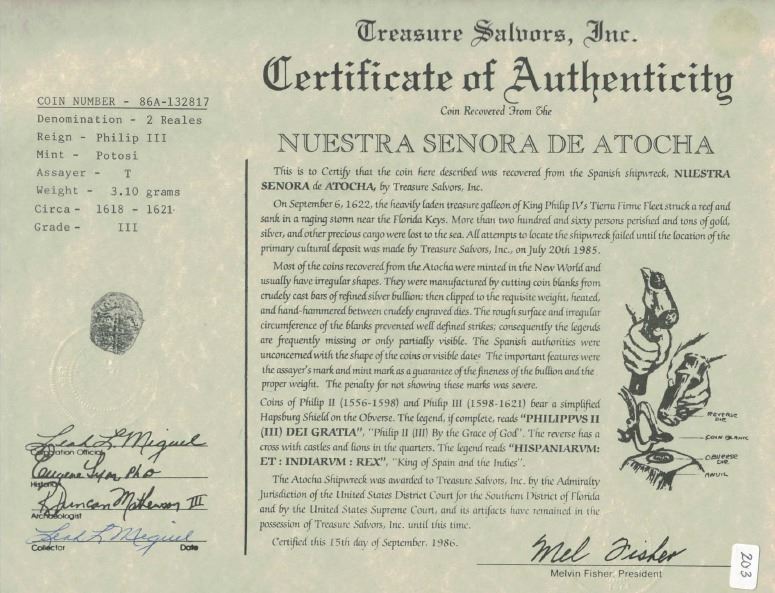 Treasure Salvors, Inc.
Certificate of Authenticity
Coin Recovered From The
NUESTRA SENORA DE ATOCHA
COIN NUMBER - 86A-132817
Denomination - 2 Reales
Reign - Philip III
Mint - Potosi
Assayer - T
Weight - 3.10 grams
Circa - 1618 - 1621
Grade - III
This is to Certify that the coin here described was recovered from the Spanish shipwreck, NUESTRA
SENORA de ATOCHA, by Treasure Salvors, Inc.
On September 6, 1622, the heavily laden treasure galleon of King Philip IV's Tierra Firme Fleet struck a reef and
sank in a raging storm near the Florida Keys. More than two hundred and sixty persons perished and tons of gold,
silver, and other precious cargo were lost to the sea. All attempts to locate the shipwreck failed until the location of the
primary cultural deposit was made by Treasure Salvors, Inc., on July 20th 1985.
Most of the coins recovered from the Atocha were minted in the New World and
usually have irregular shapes. They were manufactured by cutting coin blanks from
crudely cast bars of refined silver bullion; then clipped to the requisite weight, heated,
and hand-hammered between crudely engraved dies. The rough surface and irregular
circumference of the blanks prevented well defined strikes; consequently the legends
are frequently missing or only partially visible. The Spanish authorities were
unconcerned with the shape of the coins or visible dates The important features were
the assayer's mark and mint mark as a guarantee of the fineness of the bullion and the
proper weight. The penalty for not showing these marks was severe.
Coins of Philip II (1556-1598) and Philip III (1598-1621) bear a simplified
Hapsburg Shield on the Obverse. The legend, if complete, reads "PHILIPPVS II
(III) DEI GRATIA", "Philip II (III) By the Grace of God". The reverse has a
cross with castles and lions in the quarters. The legend reads "HISPANIARVM:
ET : INDIARVM : REX", "King of Spain and the Indies".
The Atocha Shipwreck was awarded to Treasure Salvors, Inc. by the Admiralty
Jurisdiction of the United States District Court for the Southern District of Florida
and by the United States Supreme Court, and its artifacts have remained in the
possession of Treasure Salvors, Inc. until this time.
Certified this 15th day of September, 1986.
REVERSE DIE
COIN BLANK
OBVERSE DIE
ANVIL
Leah L Miguel
Corporation Official
Eugene Lyon PhD
Historian
R Duncan Mathewson III
Archaeologist
Leah L Miguel
Collector Date
Mel Fisher
Melvin Fisher, President
203